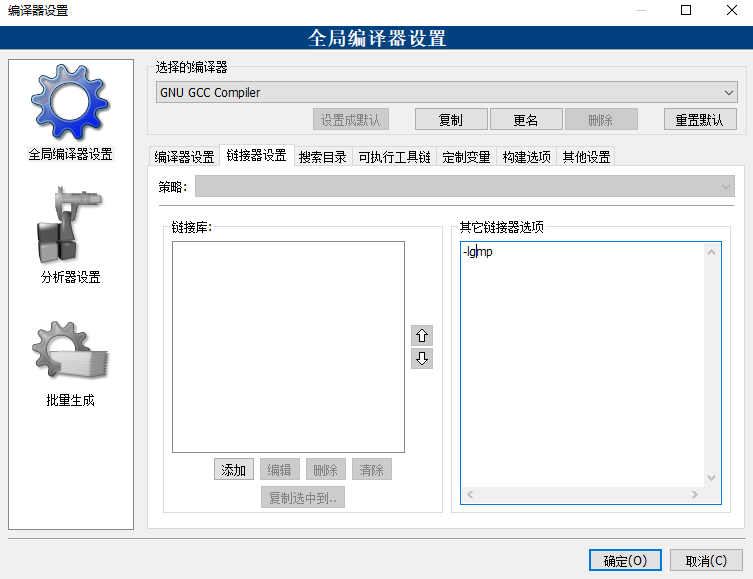 编译器设置
全局编译器设置
全局编译器设置
分析器设置
批量生成
选择的编译器
GNU GCC Compiler
设置成默认 复制 更名 删除 重置默认
编译器设置 链接器设置 搜索目录 可执行工具链 定制变量 构建选项 其他设置
策略:
链接库:
添加 编辑 删除 清除
复制选中到..
其它链接器选项
-lgmp
确定(O) 取消(C)